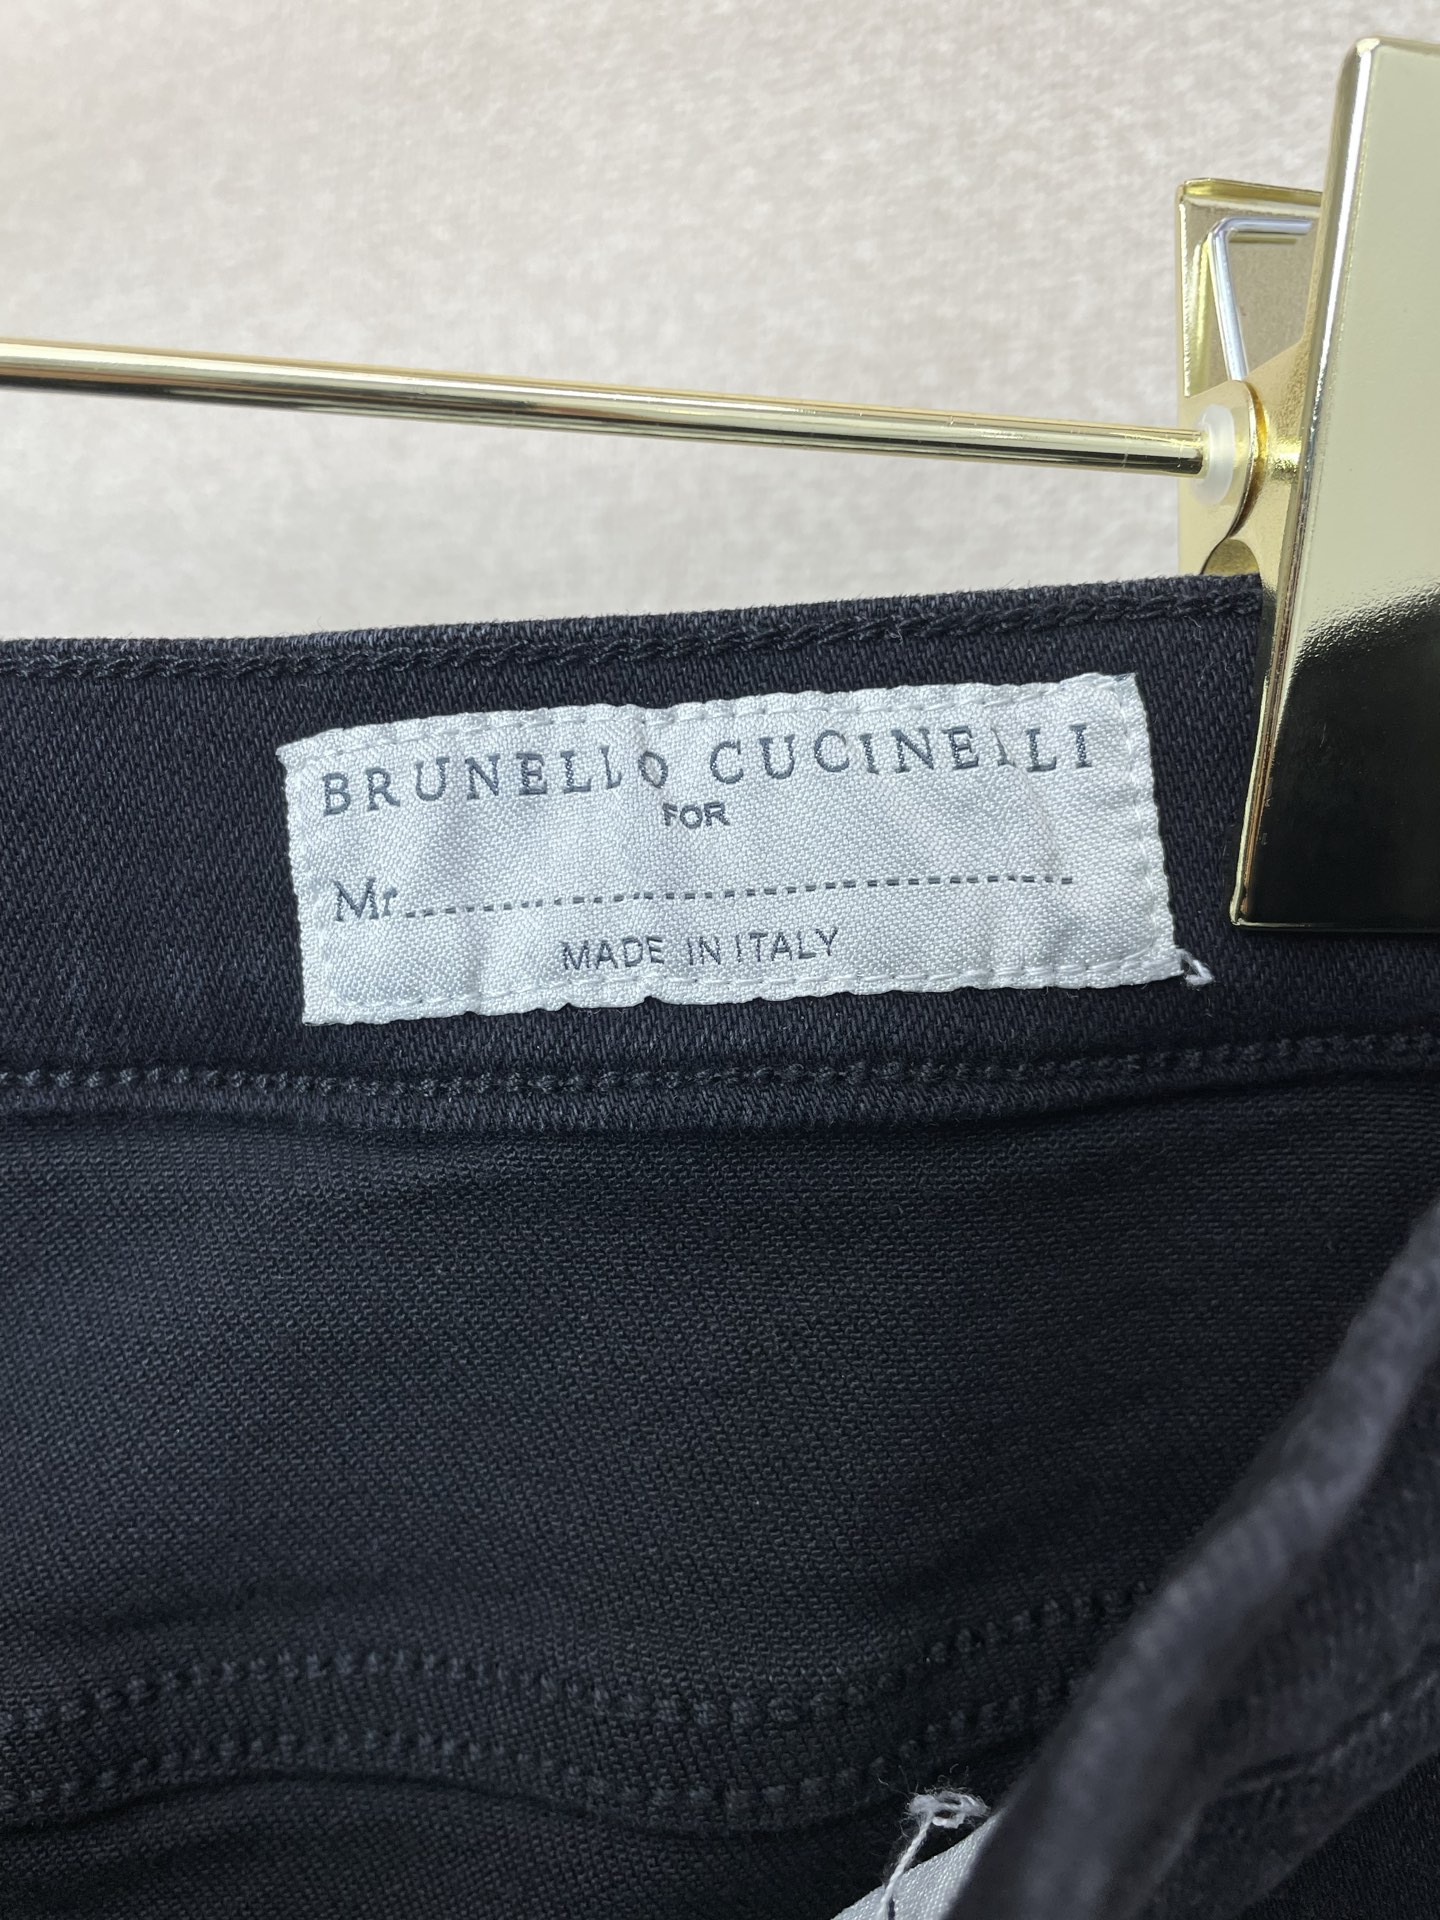 BRUNELLO CUCINELLI
FOR
Mr..............................
MADE IN ITALY